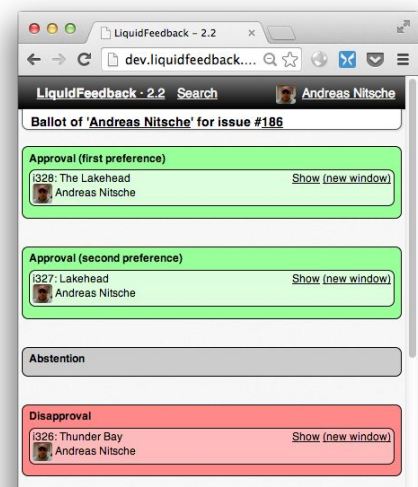 LiquidFeedback – 2.2
dev.liquidfeedback....
LiquidFeedback · 2.2 Search Andreas Nitsche
Ballot of 'Andreas Nitsche' for issue #186
Approval (first preference)
i328: The Lakehead Show (new window)
Andreas Nitsche
Approval (second preference)
i327: Lakehead Show (new window)
Andreas Nitsche
Abstention
Disapproval
i326: Thunder Bay Show (new window)
Andreas Nitsche